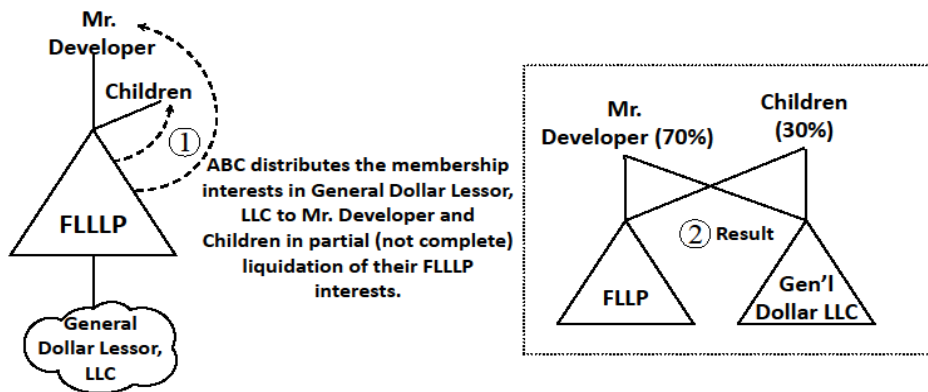 Mr.
Developer
Children
1
ABC distributes the membership
interests in General Dollar Lessor,
LLC to Mr. Developer and
Children in partial (not complete)
liquidation of their FLLLP
interests.
FLLLP
General
Dollar Lessor,
LLC
Mr.
Developer (70%)
Children
(30%)
2 Result
FLLP
Gen'l
Dollar LLC